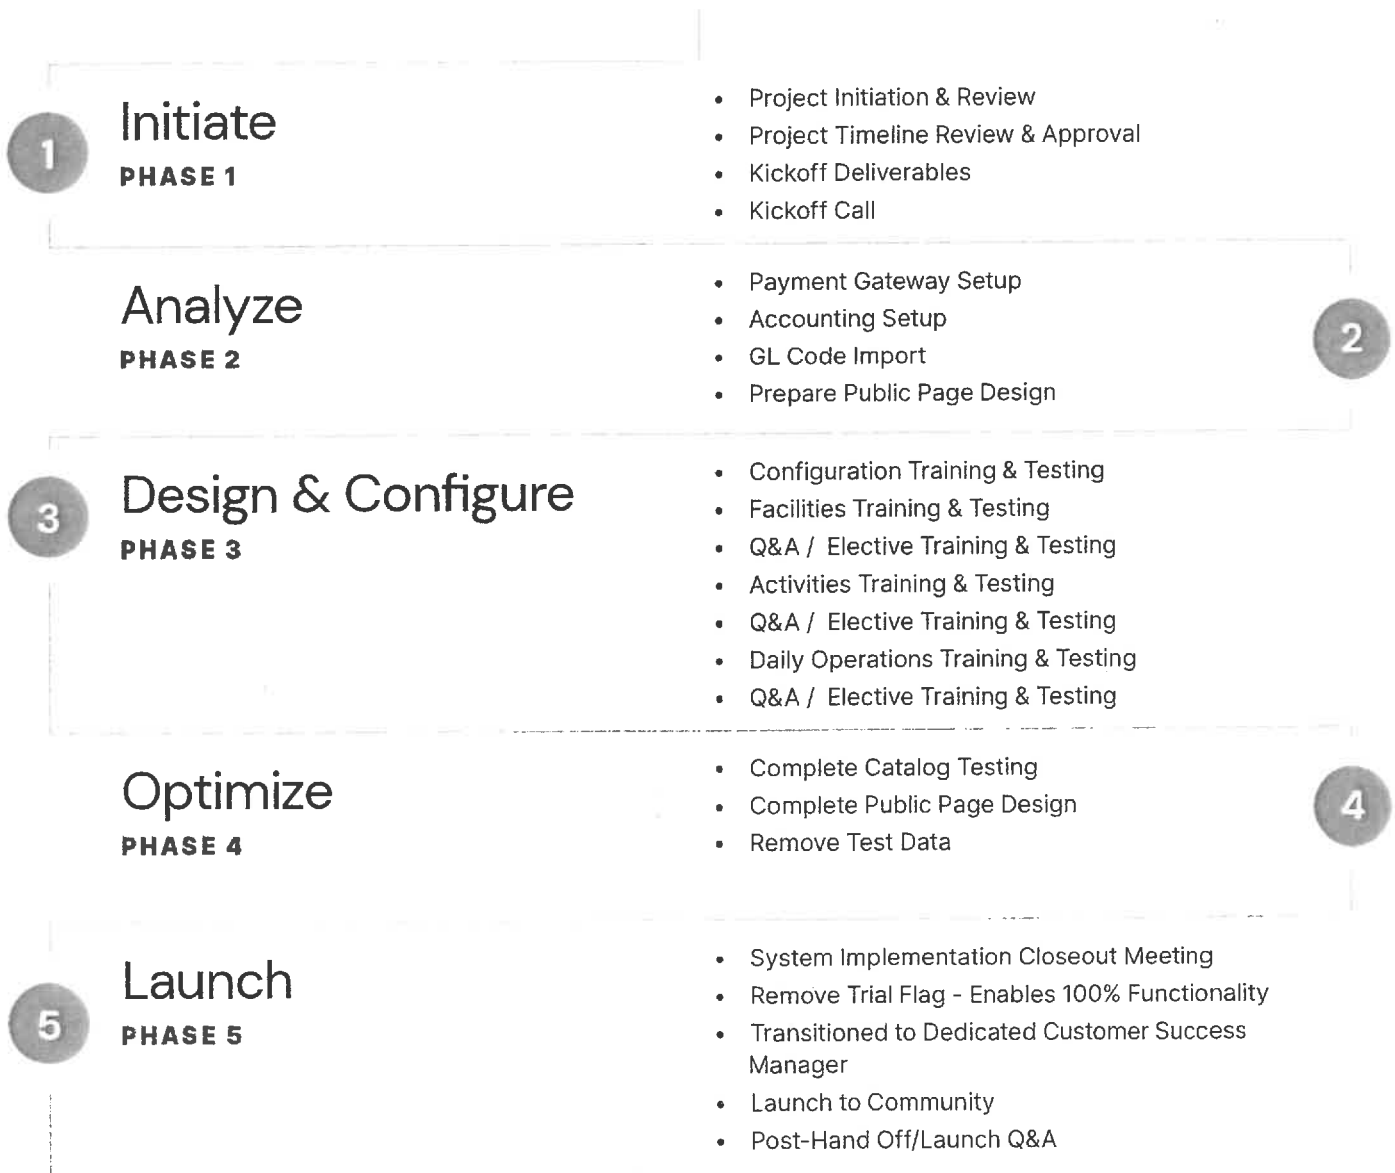 1
Initiate
PHASE 1
• Project Initiation & Review
• Project Timeline Review & Approval
• Kickoff Deliverables
• Kickoff Call
Analyze
PHASE 2
• Payment Gateway Setup
• Accounting Setup
• GL Code Import
• Prepare Public Page Design
2
3
Design & Configure
PHASE 3
• Configuration Training & Testing
• Facilities Training & Testing
• Q&A / Elective Training & Testing
• Activities Training & Testing
• Q&A / Elective Training & Testing
• Daily Operations Training & Testing
• Q&A / Elective Training & Testing
Optimize
PHASE 4
• Complete Catalog Testing
• Complete Public Page Design
• Remove Test Data
4
5
Launch
PHASE 5
• System Implementation Closeout Meeting
• Remove Trial Flag - Enables 100% Functionality
• Transitioned to Dedicated Customer Success
Manager
• Launch to Community
• Post-Hand Off/Launch Q&A